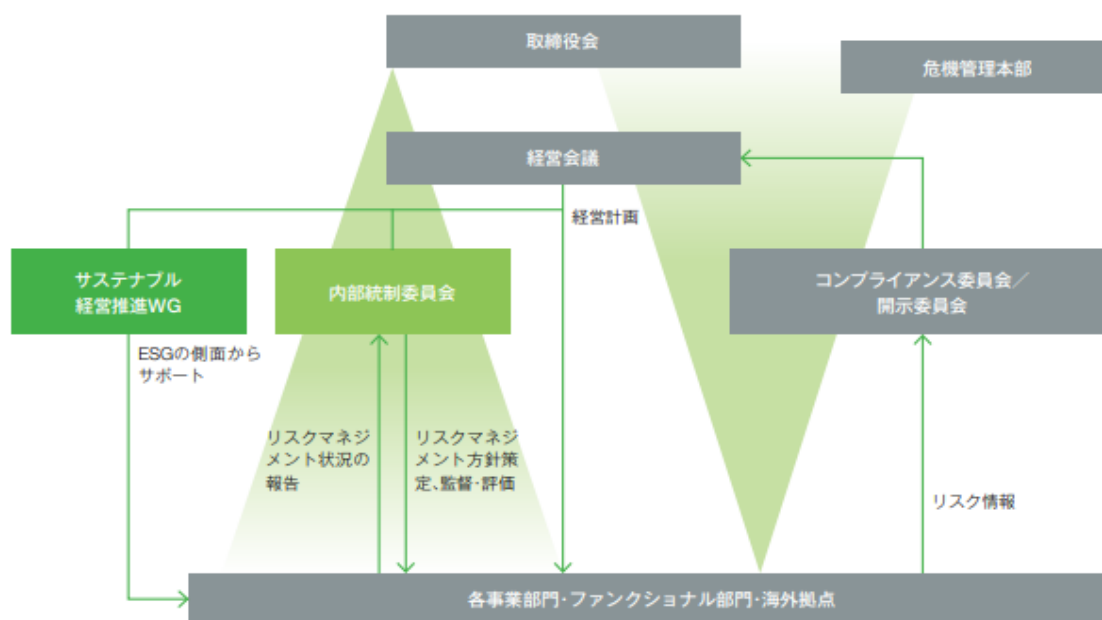 取締役会
危機管理本部
経営会議
経営計画
サステナブル
経営推進WG
内部統制委員会
コンプライアンス委員会／
開示委員会
ESGの側面から
サポート
リスクマネジ
メント状況の
報告
リスクマネジ
メント方針策
定、監督・評価
リスク情報
各事業部門・ファンクショナル部門・海外拠点